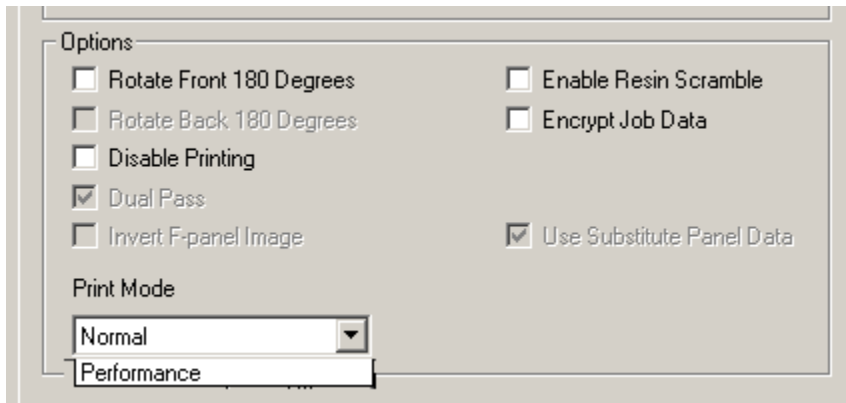 Options
Rotate Front 180 Degrees
Enable Resin Scramble
Rotate Back 180 Degrees
Encrypt Job Data
Disable Printing
Dual Pass
Invert F-panel Image
Use Substitute Panel Data
Print Mode
Normal
Performance